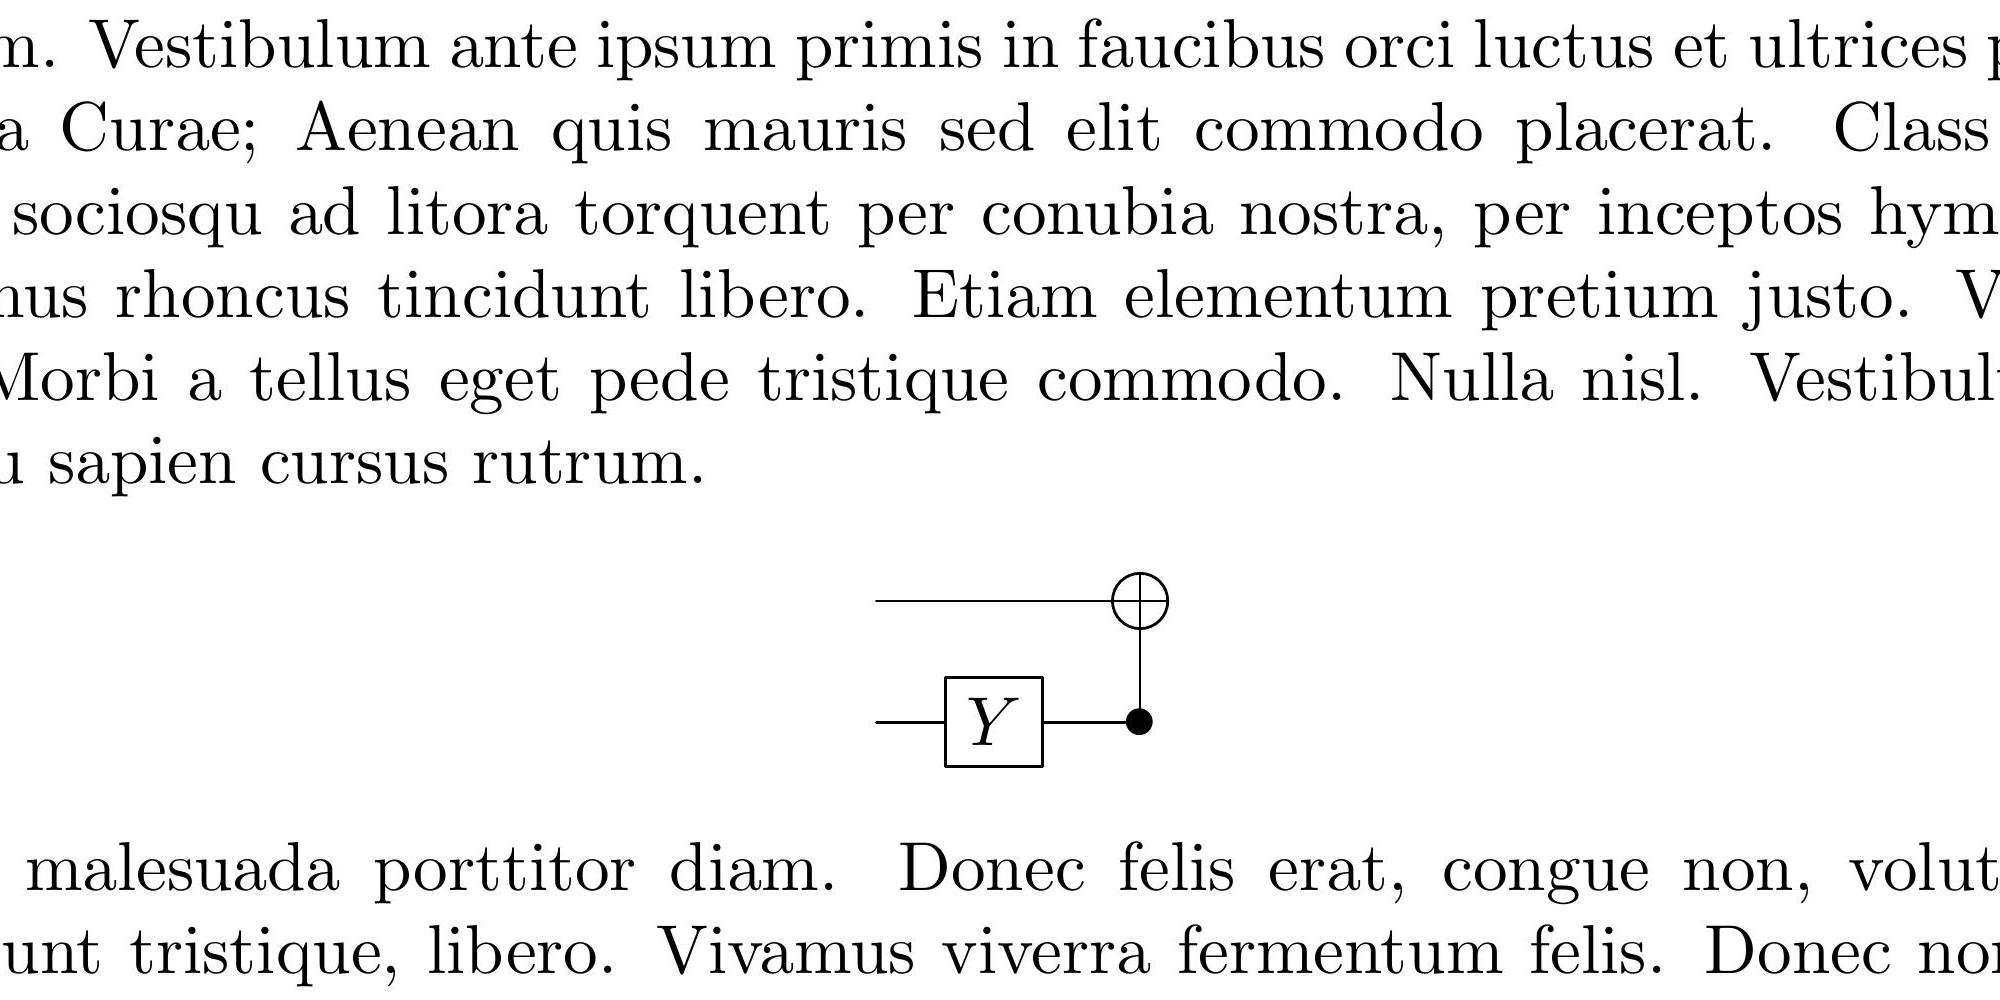 m. Vestibulum ante ipsum primis in faucibus orci luctus et ultrices
a Curae; Aenean quis mauris sed elit commodo placerat. Class
sociosqu ad litora torquent per conubia nostra, per inceptos hym
nus rhoncus tincidunt libero. Etiam elementum pretium justo. V
Morbi a tellus eget pede tristique commodo. Nulla nisl. Vestibul
u sapien cursus rutrum.
Y
malesuada porttitor diam. Donec felis erat, congue non, volut
unt tristique, libero. Vivamus viverra fermentum felis. Donec non